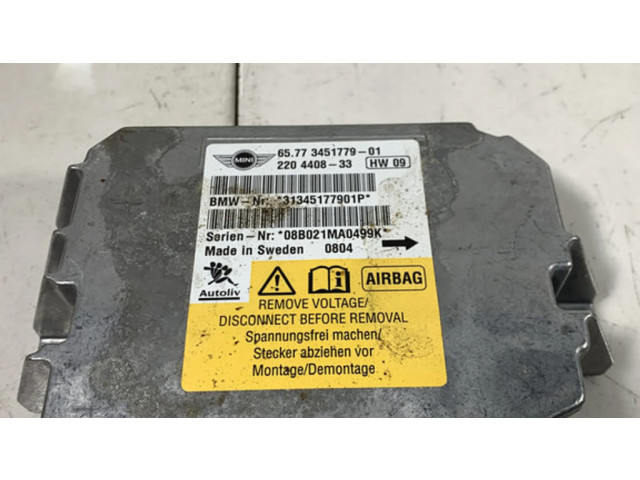 MINI
65.77 3451779-01
220 4408-33 HW 09
BMW-Nr: *31345177901P*
Serien-Nr: *08B021MA0499K*
Made in Sweden 0804
Autoliv
AIRBAG
REMOVE VOLTAGE/
DISCONNECT BEFORE REMOVAL
Spannungsfrei machen/
Stecker abziehen vor
Montage/Demontage